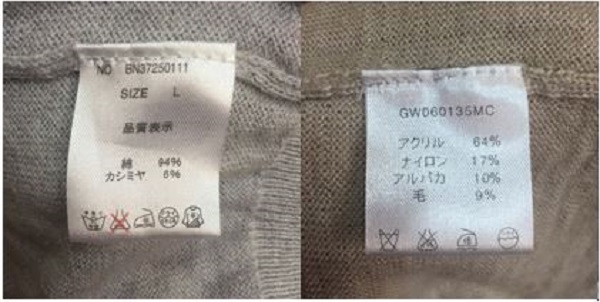 NO BN37250111
SIZE L
品質表示
綿 94%
カシミヤ 6%
GW060135MC
アクリル 64%
ナイロン 17%
アルパカ 10%
毛 9%